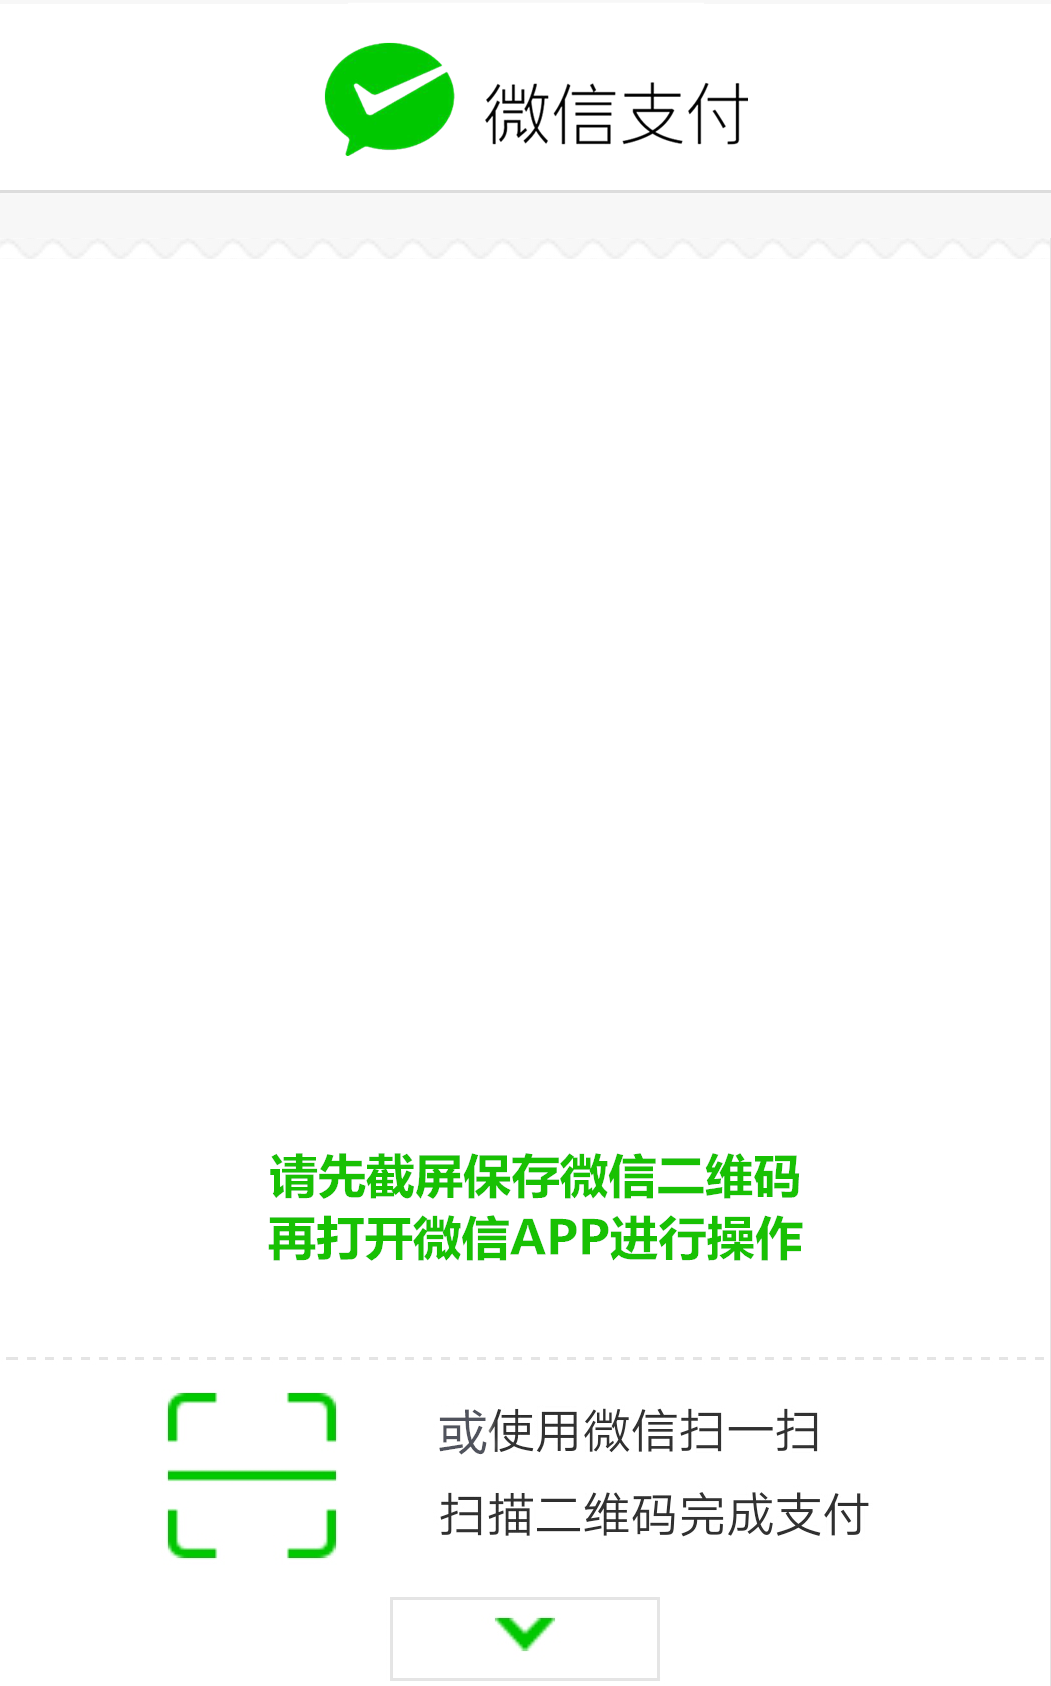 微信支付
请先截屏保存微信二维码
再打开微信APP进行操作
或使用微信扫一扫
扫描二维码完成支付